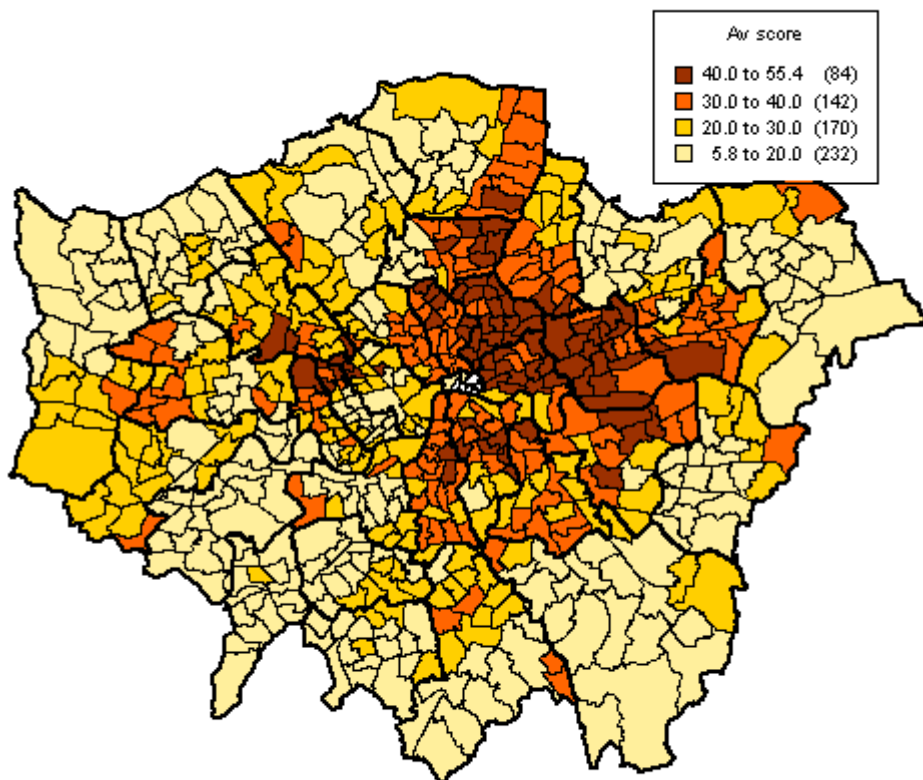 Av score
40.0 to 55.4 (84)
30.0 to 40.0 (142)
20.0 to 30.0 (170)
5.8 to 20.0 (232)